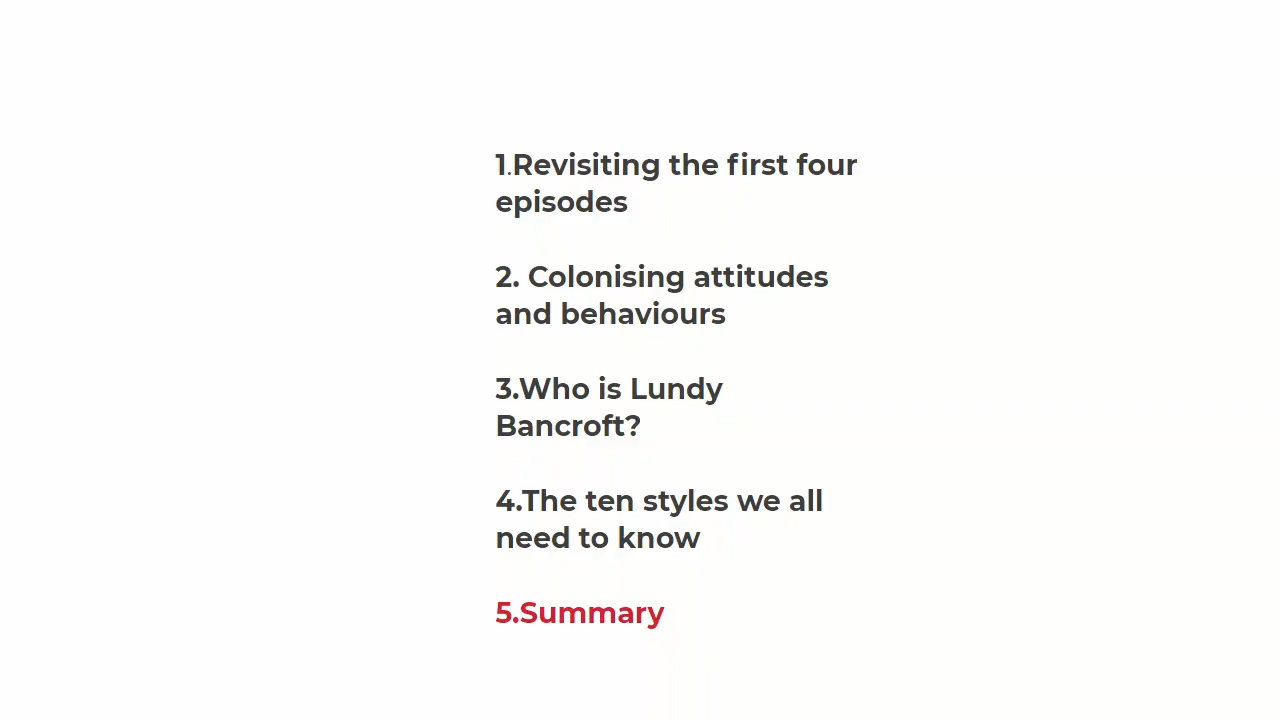 1.Revisiting the first four
episodes
2. Colonising attitudes
and behaviours
3.Who is Lundy
Bancroft?
4.The ten styles we all
need to know
5.Summary